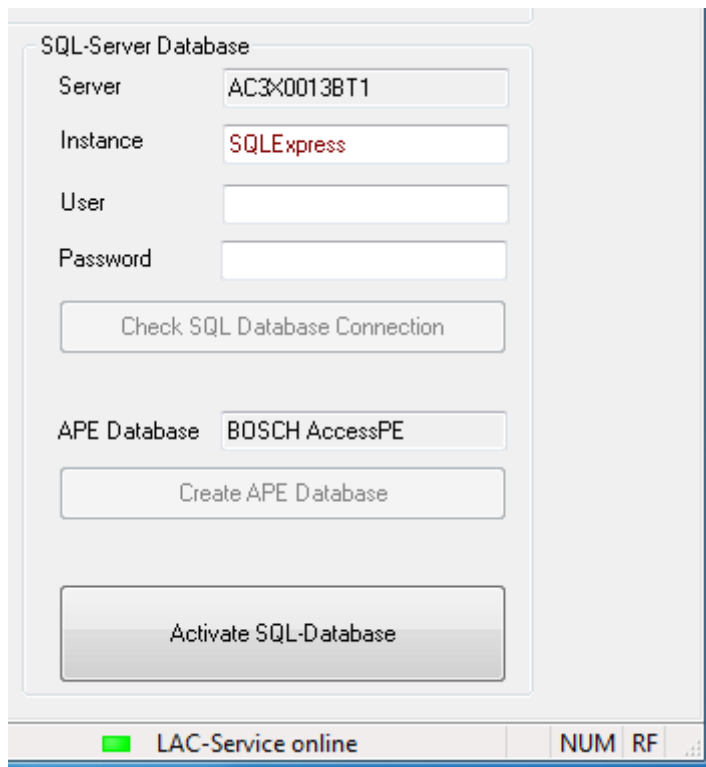 SQL-Server Database
Server AC3X0013BT1
Instance SQLExpress
User
Password
Check SQL Database Connection
APE Database BOSCH AccessPE
Create APE Database
Activate SQL-Database
LAC-Service online NUM RF